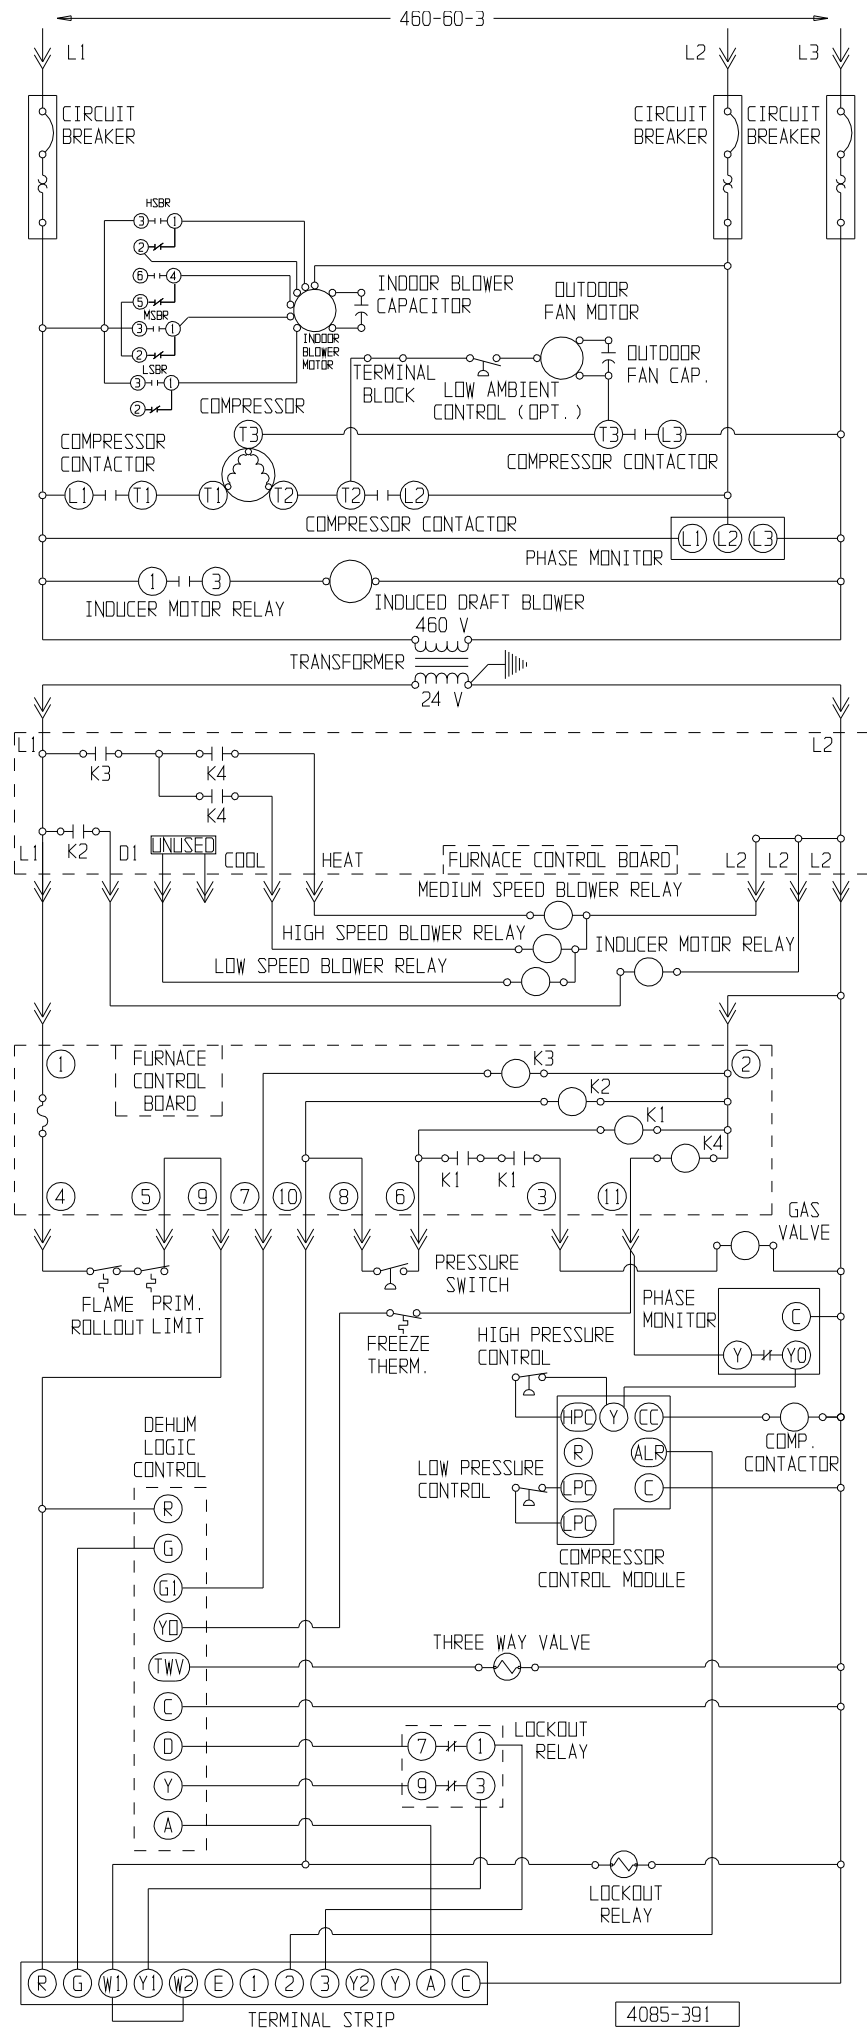 460-60-3
L1
L2
L3
CIRCUIT
BREAKER
CIRCUIT
BREAKER
CIRCUIT
BREAKER
HSBR
3 1
2
6 4
5
MSBR
3 1
2
LSBR
3 1
2
INDOOR
BLOWER
MOTOR
INDOOR BLOWER
CAPACITOR
OUTDOOR
FAN MOTOR
OUTDOOR
FAN CAP.
TERMINAL
BLOCK
LOW AMBIENT
CONTROL (OPT.)
COMPRESSOR
T3
T3 L3
COMPRESSOR CONTACTOR
COMPRESSOR
CONTACTOR
L1 T1 T1 T2 T2 L2
COMPRESSOR CONTACTOR
L1 L2 L3
PHASE MONITOR
1 3
INDUCER MOTOR RELAY
INDUCED DRAFT BLOWER
460 V
TRANSFORMER
24 V
L1
L2
K3
K4
K4
K2
L1
D1
UNUSED
COOL
HEAT
FURNACE CONTROL BOARD
L2 L2 L2
MEDIUM SPEED BLOWER RELAY
HIGH SPEED BLOWER RELAY
INDUCER MOTOR RELAY
LOW SPEED BLOWER RELAY
1
FURNACE
CONTROL
BOARD
K3
2
K2
K1
K4
K1 K1
4 5 9 7 10 8 6 3 11
GAS
VALVE
FLAME
ROLLOUT
PRIM.
LIMIT
PRESSURE
SWITCH
FREEZE
THERM.
PHASE
MONITOR
C
Y YO
HIGH PRESSURE
CONTROL
HPC Y CC
R ALR
LPC C
LPC
COMP.
CONTACTOR
LOW PRESSURE
CONTROL
COMPRESSOR
CONTROL MODULE
DEHUM
LOGIC
CONTROL
R
G
G1
YO
TWV
THREE WAY VALVE
C
D
7 1
LOCKOUT
RELAY
Y
9 3
A
LOCKOUT
RELAY
R G W1 Y1 W2 E 1 2 3 Y2 Y A C
TERMINAL STRIP
4085-391